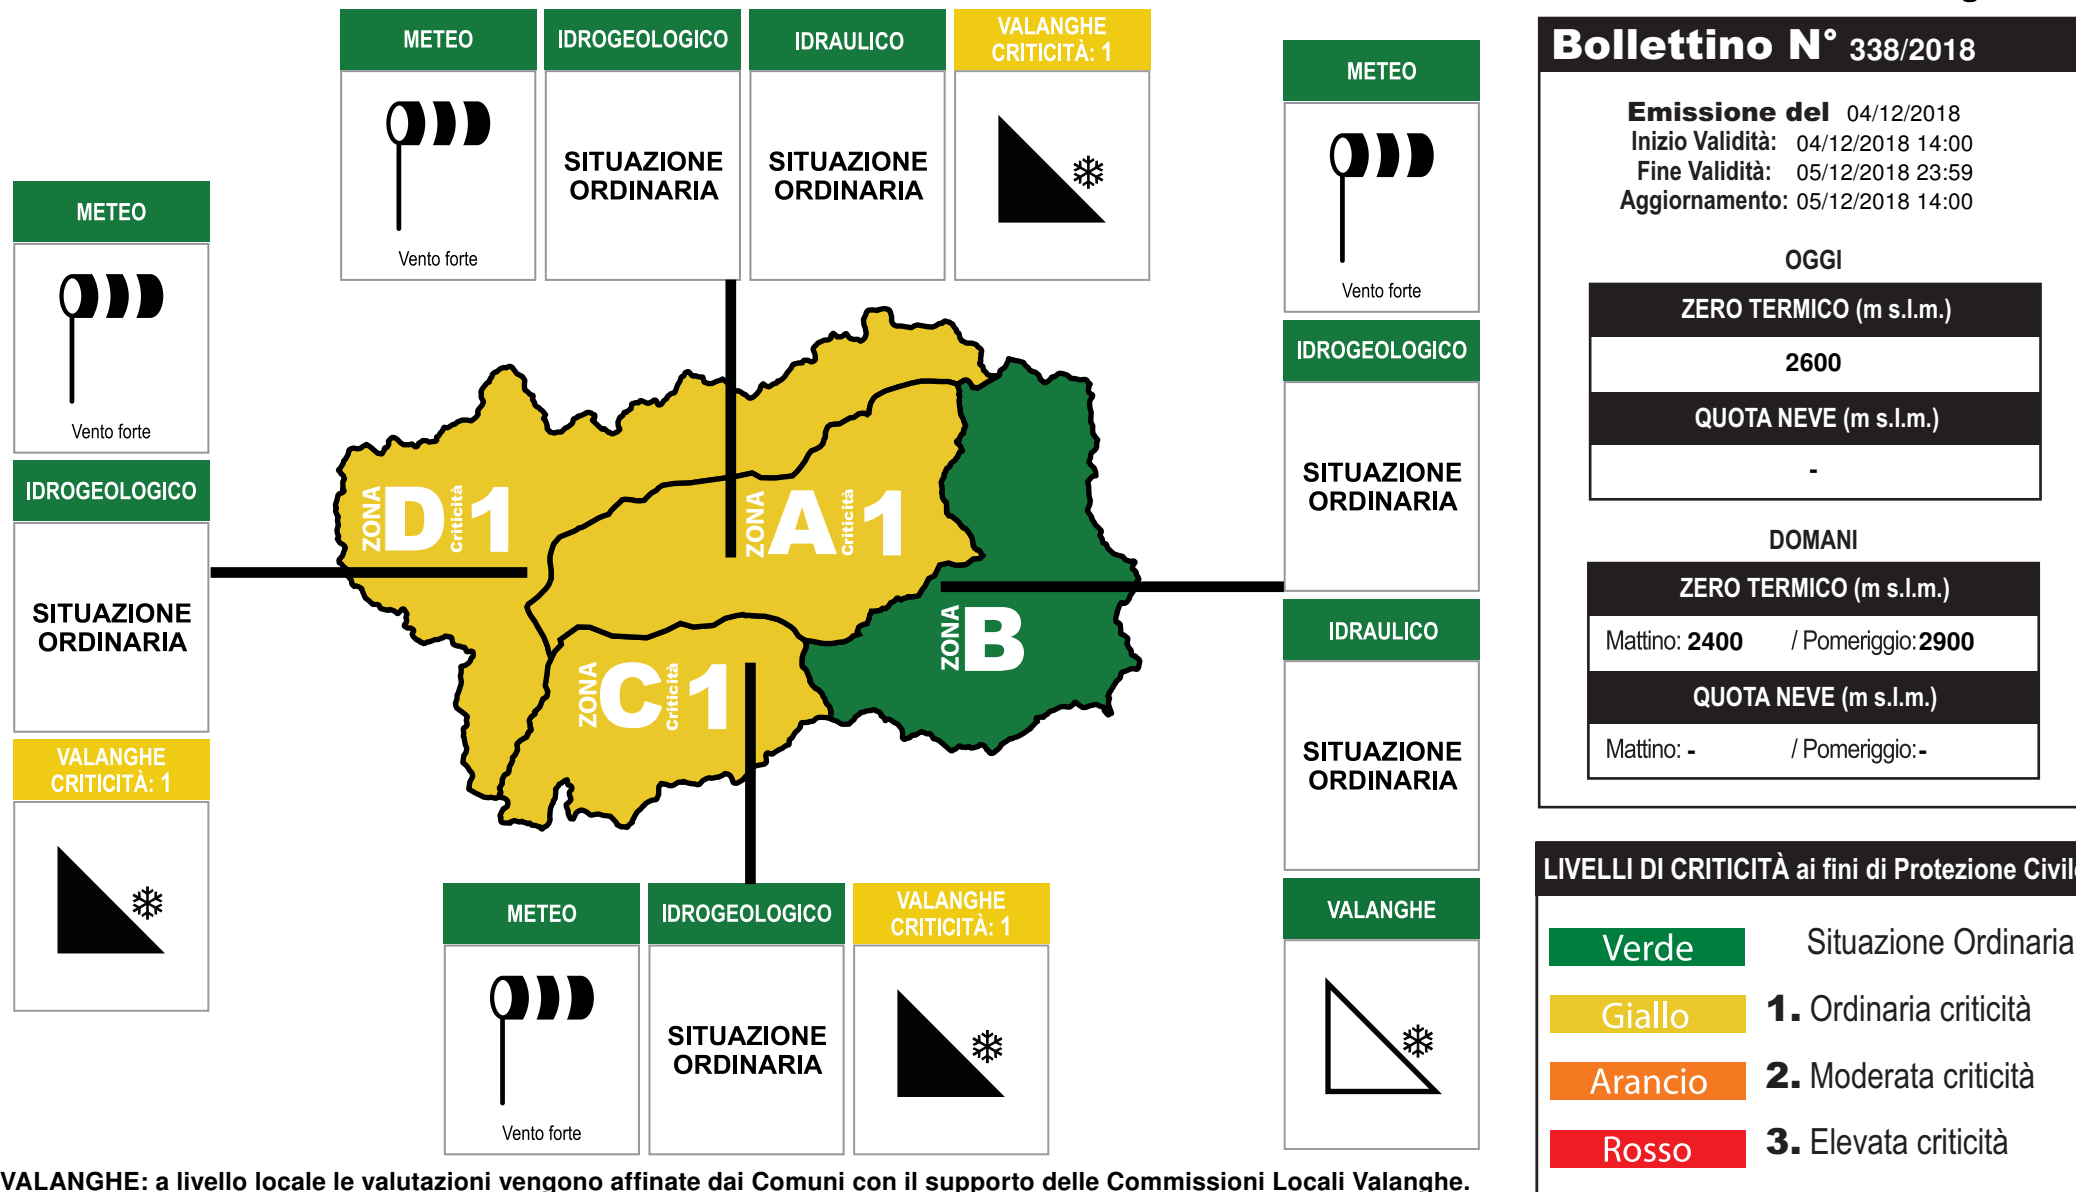 METEO
IDROGEOLOGICO
IDRAULICO
VALANGHE
CRITICITÀ: 1
Vento forte
SITUAZIONE
ORDINARIA
SITUAZIONE
ORDINARIA
METEO
Vento forte
IDROGEOLOGICO
SITUAZIONE
ORDINARIA
VALANGHE
CRITICITÀ: 1
METEO
Vento forte
IDROGEOLOGICO
SITUAZIONE
ORDINARIA
IDRAULICO
SITUAZIONE
ORDINARIA
VALANGHE
ZONA D Criticità 1
ZONA A Criticità 1
ZONA B
ZONA C Criticità 1
METEO
IDROGEOLOGICO
VALANGHE
CRITICITÀ: 1
Vento forte
SITUAZIONE
ORDINARIA
VALANGHE: a livello locale le valutazioni vengono affinate dai Comuni con il supporto delle Commissioni Locali Valanghe.
Bollettino N° 338/2018
Emissione del 04/12/2018
Inizio Validità: 04/12/2018 14:00
Fine Validità: 05/12/2018 23:59
Aggiornamento: 05/12/2018 14:00
OGGI
ZERO TERMICO (m s.l.m.)
2600
QUOTA NEVE (m s.l.m.)
-
DOMANI
ZERO TERMICO (m s.l.m.)
Mattino: 2400 / Pomeriggio: 2900
QUOTA NEVE (m s.l.m.)
Mattino: - / Pomeriggio: -
LIVELLI DI CRITICITÀ ai fini di Protezione Civile
Verde Situazione Ordinaria
Giallo 1. Ordinaria criticità
Arancio 2. Moderata criticità
Rosso 3. Elevata criticità